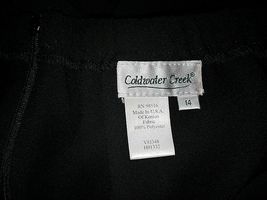 Coldwater Creek®
14
RN 98516
Made in U.S.A.
Of Korean
Fabric
100% Polyester